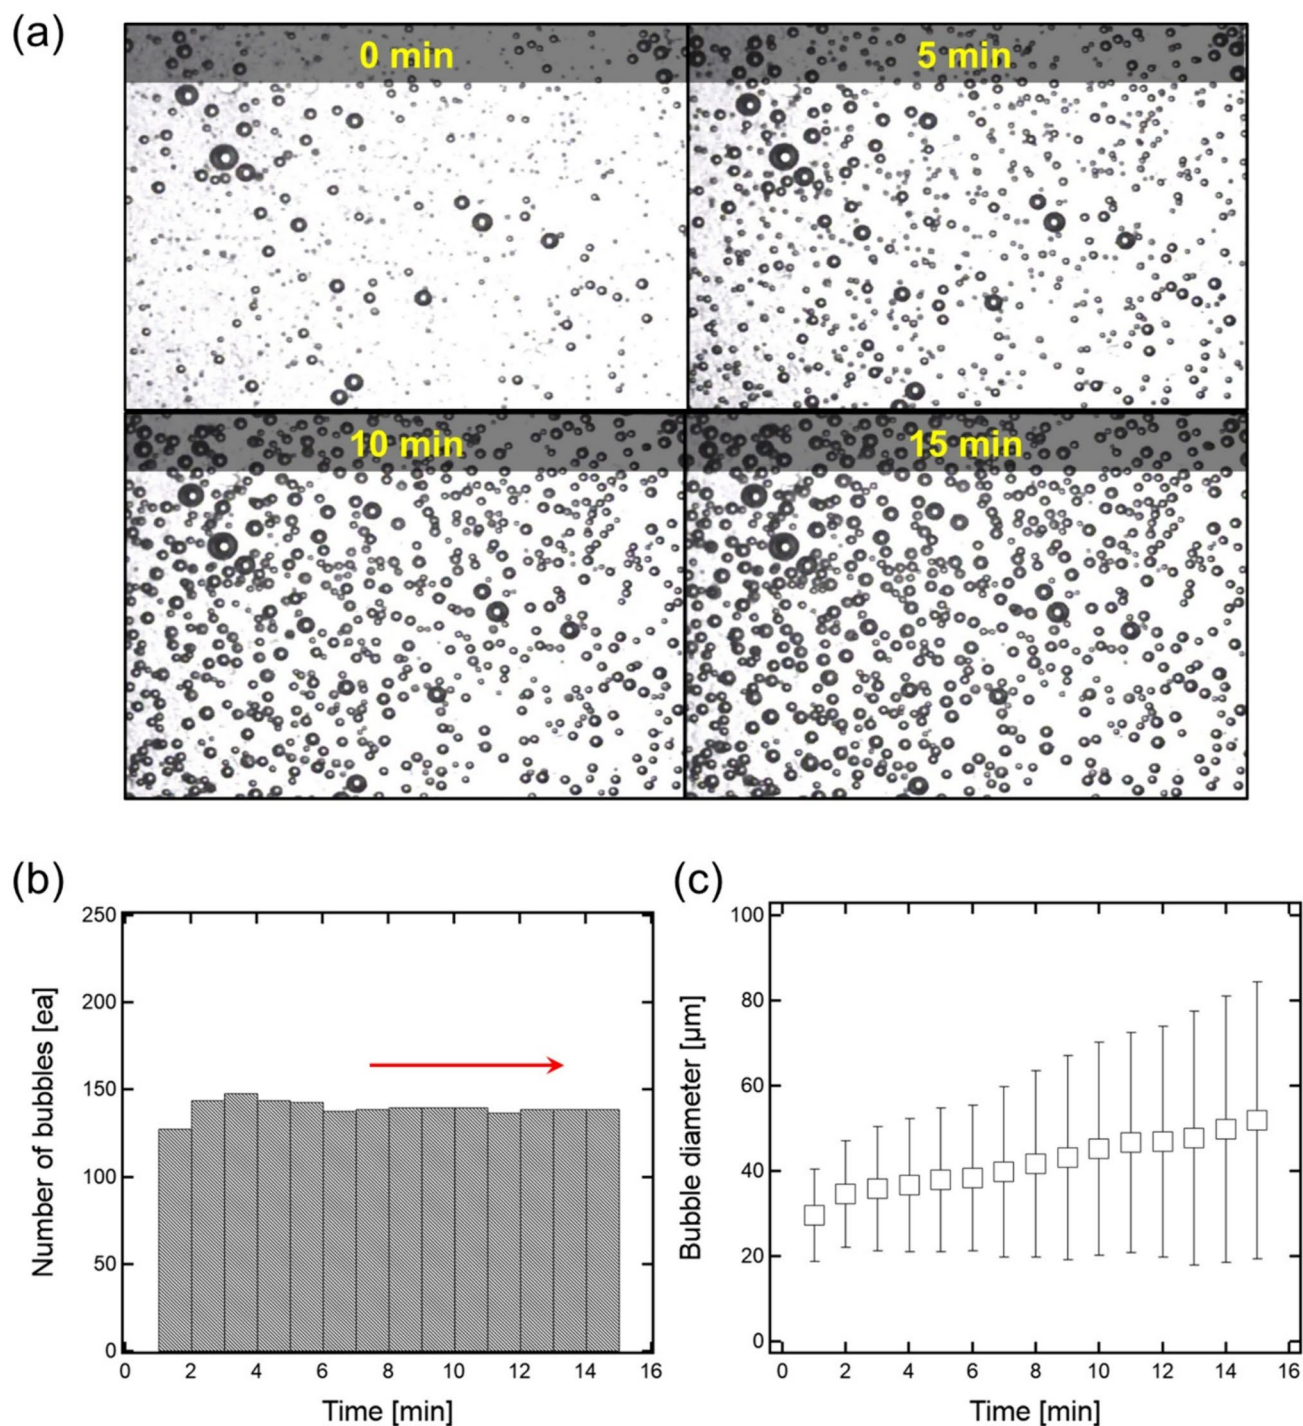 (a)
0 min
5 min
10 min
15 min
(b)
(c)
250
200
150
100
50
0
Number of bubbles [ea]
0 2 4 6 8 10 12 14 16
Time [min]
100
80
60
40
20
0
Bubble diameter [µm]
0 2 4 6 8 10 12 14 16
Time [min]